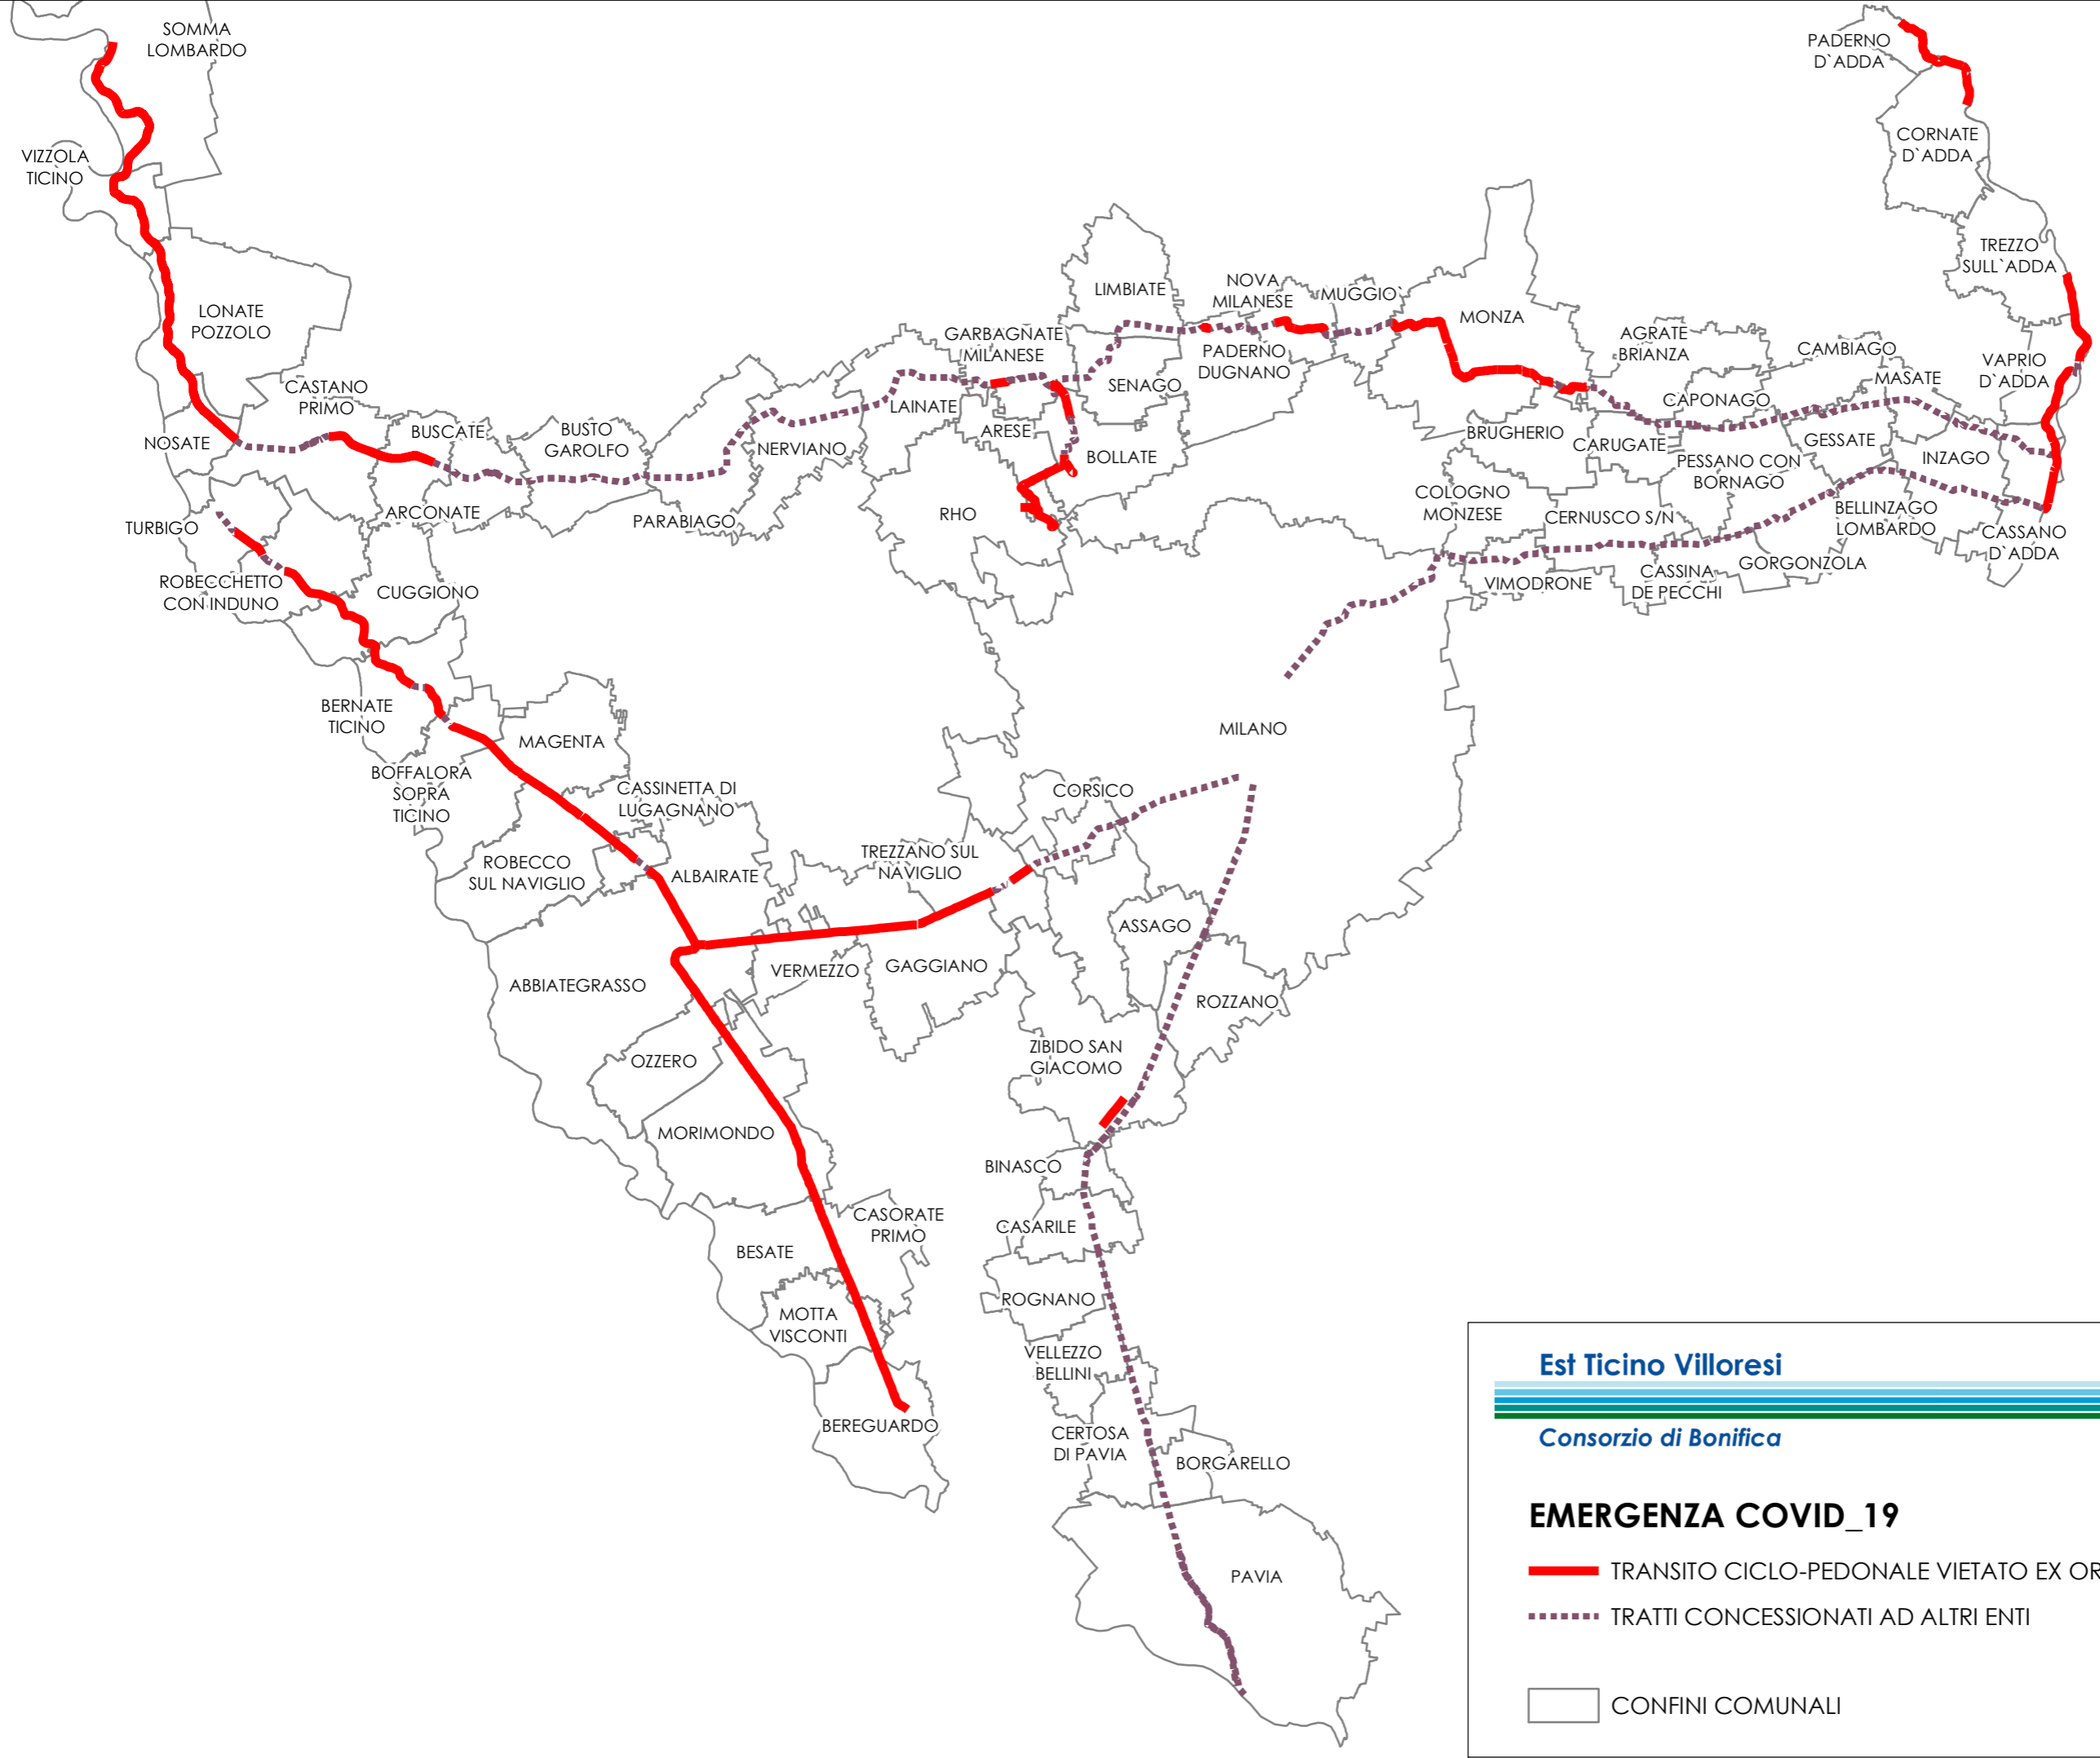 SOMMA
LOMBARDO
PADERNO
D`ADDA
CORNATE
D`ADDA
VIZZOLA
TICINO
TREZZO
SULL`ADDA
LIMBIATE
NOVA
MILANESE
MUGGIO`
MONZA
LONATE
POZZOLO
GARBAGNATE
MILANESE
AGRATE
BRIANZA
CAMBIAGO
VAPRIO
D`ADDA
PADERNO
DUGNANO
MASATE
CASTANO
PRIMO
SENAGO
CAPONAGO
LAINATE
NOSATE
BUSCATE
BUSTO
GAROLFO
NERVIANO
ARESE
BOLLATE
BRUGHERIO
CARUGATE
GESSATE
INZAGO
PESSANO CON
BORNAGO
COLOGNO
MONZESE
TURBIGO
ARCONATE
PARABIAGO
RHO
CERNUSCO S/N
BELLINZAGO
LOMBARDO
CASSANO
D`ADDA
ROBECCHETTO
CON INDUNO
CUGGIONO
VIMODRONE
CASSINA
DE PECCHI
GORGONZOLA
BERNATE
TICINO
MAGENTA
MILANO
BOFFALORA
SOPRA
TICINO
CASSINETTA DI
LUGAGNANO
CORSICO
ROBECCO
SUL NAVIGLIO
ALBAIRATE
TREZZANO SUL
NAVIGLIO
ASSAGO
ABBIATEGRASSO
VERMEZZO
GAGGIANO
ROZZANO
OZZERO
ZIBIDO SAN
GIACOMO
MORIMONDO
BINASCO
CASORATE
PRIMO
CASARILE
BESATE
ROGNANO
MOTTA
VISCONTI
VELLEZZO
BELLINI
BEREGUARDO
CERTOSA
DI PAVIA
BORGARELLO
PAVIA
Est Ticino Villoresi
Consorzio di Bonifica
EMERGENZA COVID_19
TRANSITO CICLO-PEDONALE VIETATO EX OR
TRATTI CONCESSIONATI AD ALTRI ENTI
CONFINI COMUNALI